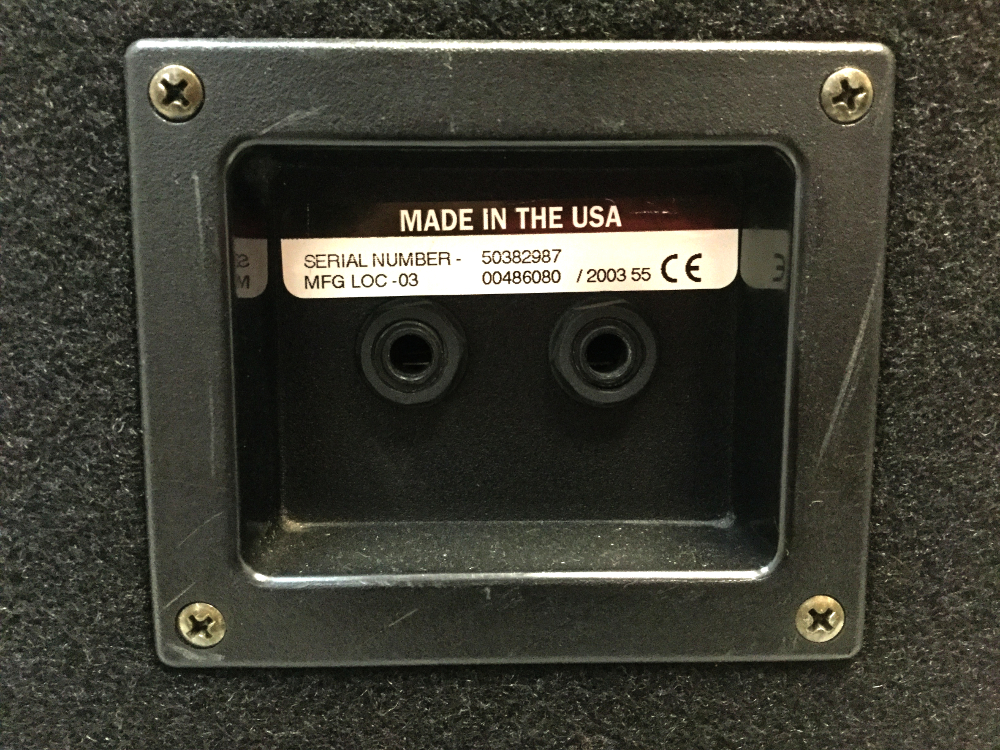 MADE IN THE USA
SERIAL NUMBER - 50382987
MFG LOC -03 00486080 / 2003 55 CE